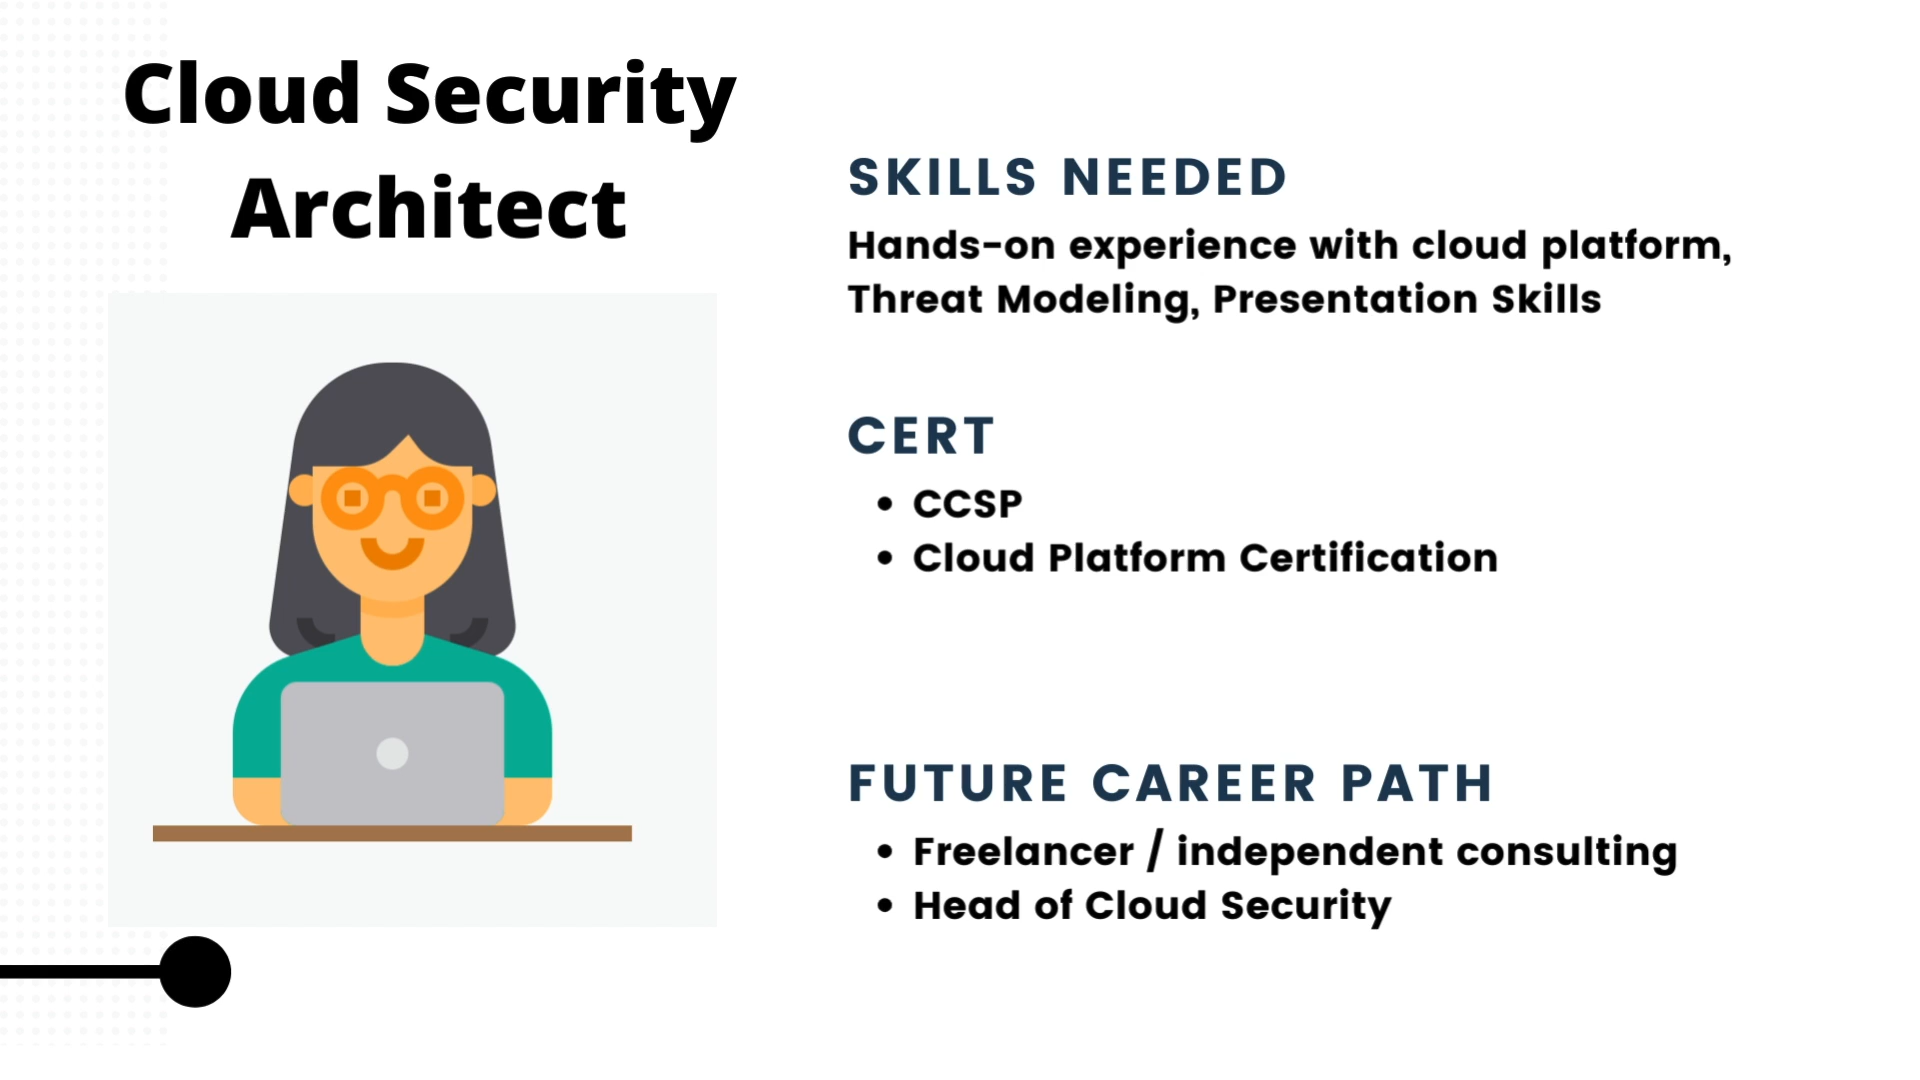 Cloud Security
Architect
SKILLS NEEDED
Hands-on experience with cloud platform,
Threat Modeling, Presentation Skills
CERT
• CCSP
• Cloud Platform Certification
FUTURE CAREER PATH
• Freelancer / independent consulting
• Head of Cloud Security